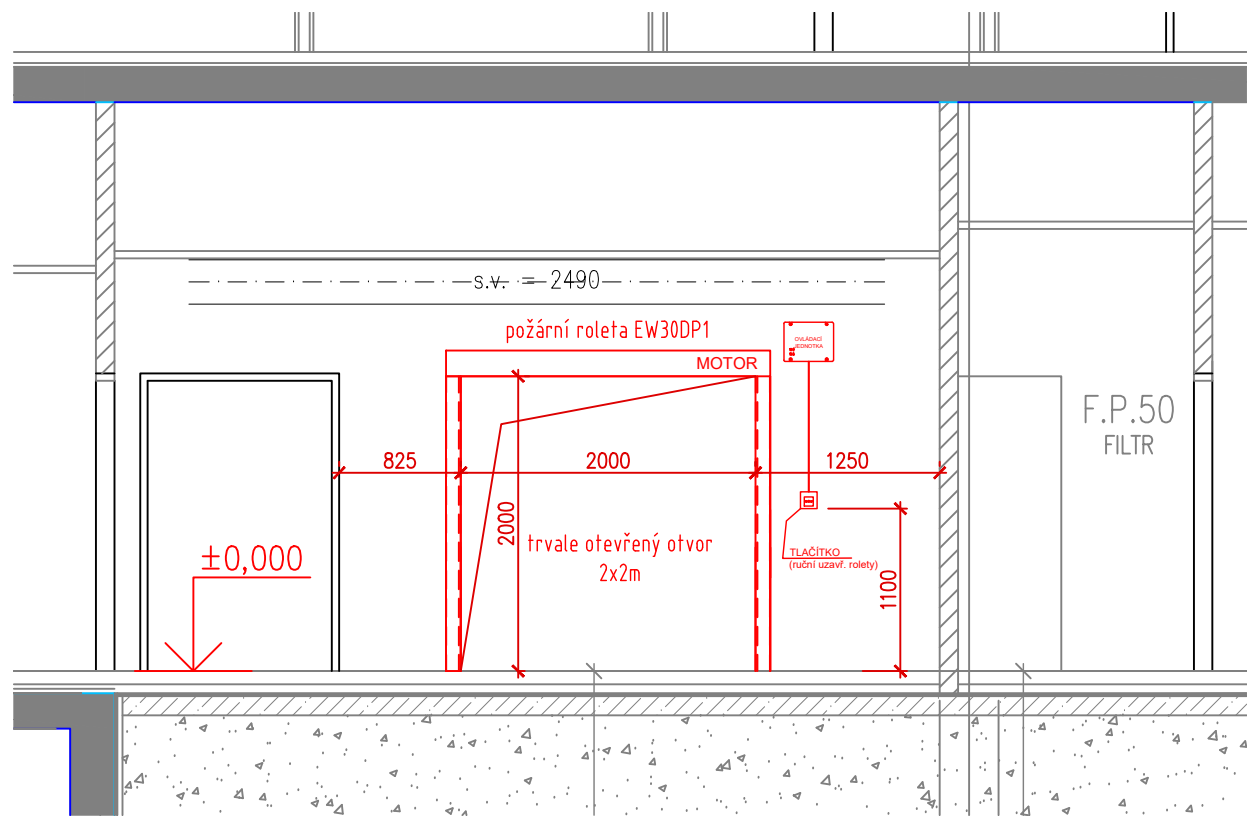 s.v. = 2490
požární roleta EW30DP1
OVLÁDACÍ
JEDNOTKA
MOTOR
F.P.50
FILTR
825
2000
1250
2000
trvale otevřený otvor
2x2m
±0,000
TLAČÍTKO
(ruční uzavř. rolety)
1100